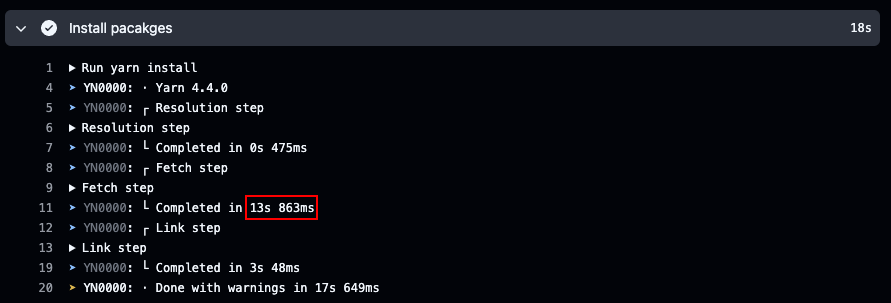 Install pacakges 18s
1 ▶ Run yarn install
4 ➤ YN0000: · Yarn 4.4.0
5 ➤ YN0000: ┌ Resolution step
6 ▶ Resolution step
7 ➤ YN0000: └ Completed in 0s 475ms
8 ➤ YN0000: ┌ Fetch step
9 ▶ Fetch step
11 ➤ YN0000: └ Completed in 13s 863ms
12 ➤ YN0000: ┌ Link step
13 ▶ Link step
19 ➤ YN0000: └ Completed in 3s 48ms
20 ➤ YN0000: · Done with warnings in 17s 649ms